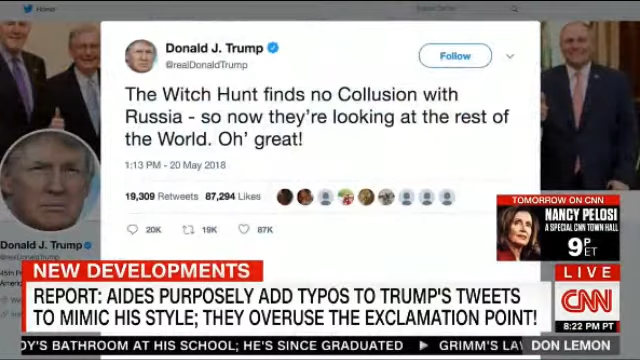 Home
Donald J. Trump
@realDonaldTrump
Follow
The Witch Hunt finds no Collusion with
Russia - so now they're looking at the rest of
the World. Oh' great!
1:13 PM - 20 May 2018
19,309 Retweets 87,294 Likes
20K 19K 87K
Donald J. Trump
TOMORROW ON CNN
NANCY PELOSI
A SPECIAL CNN TOWN HALL
9P ET
NEW DEVELOPMENTS
LIVE
REPORT: AIDES PURPOSELY ADD TYPOS TO TRUMP'S TWEETS
TO MIMIC HIS STYLE; THEY OVERUSE THE EXCLAMATION POINT!
CNN
8:22 PM PT
OY'S BATHROOM AT HIS SCHOOL; HE'S SINCE GRADUATED GRIMM'S LA
DON LEMON